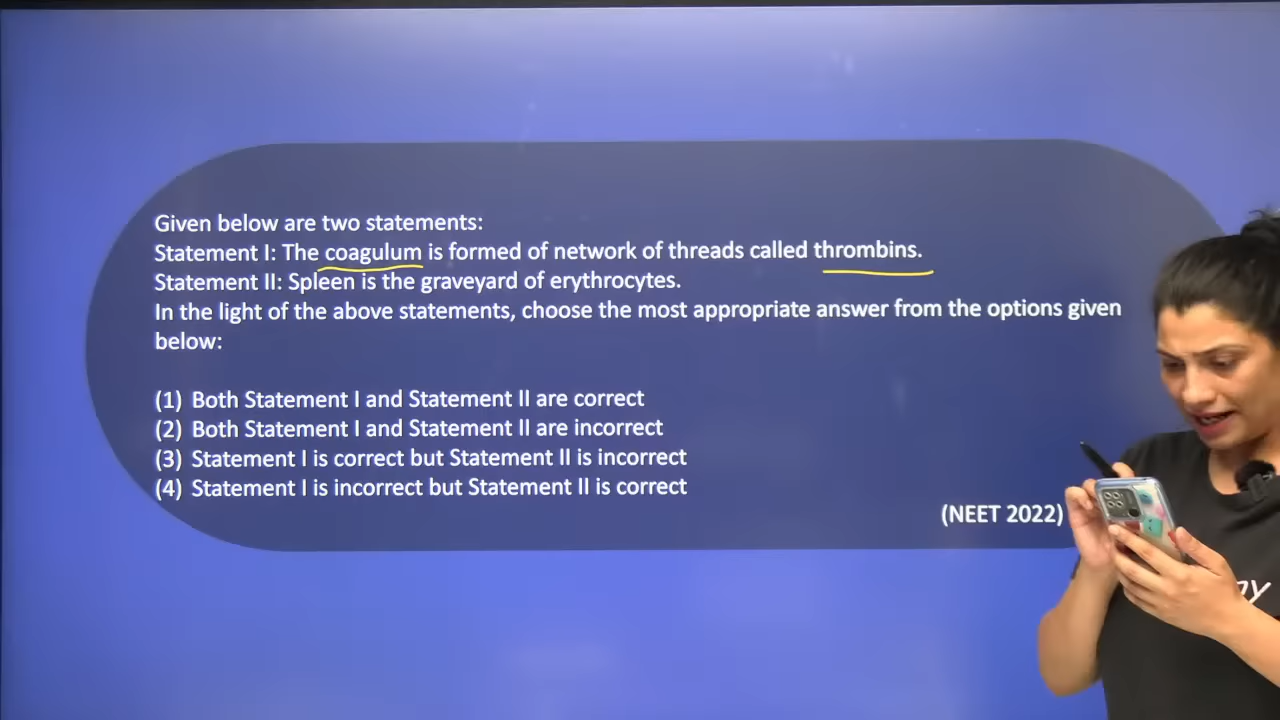 Given below are two statements:
Statement I: The coagulum is formed of network of threads called thrombins.
Statement II: Spleen is the graveyard of erythrocytes.
In the light of the above statements, choose the most appropriate answer from the options given
below:
(1) Both Statement I and Statement II are correct
(2) Both Statement I and Statement II are incorrect
(3) Statement I is correct but Statement II is incorrect
(4) Statement I is incorrect but Statement II is correct
(NEET 2022)